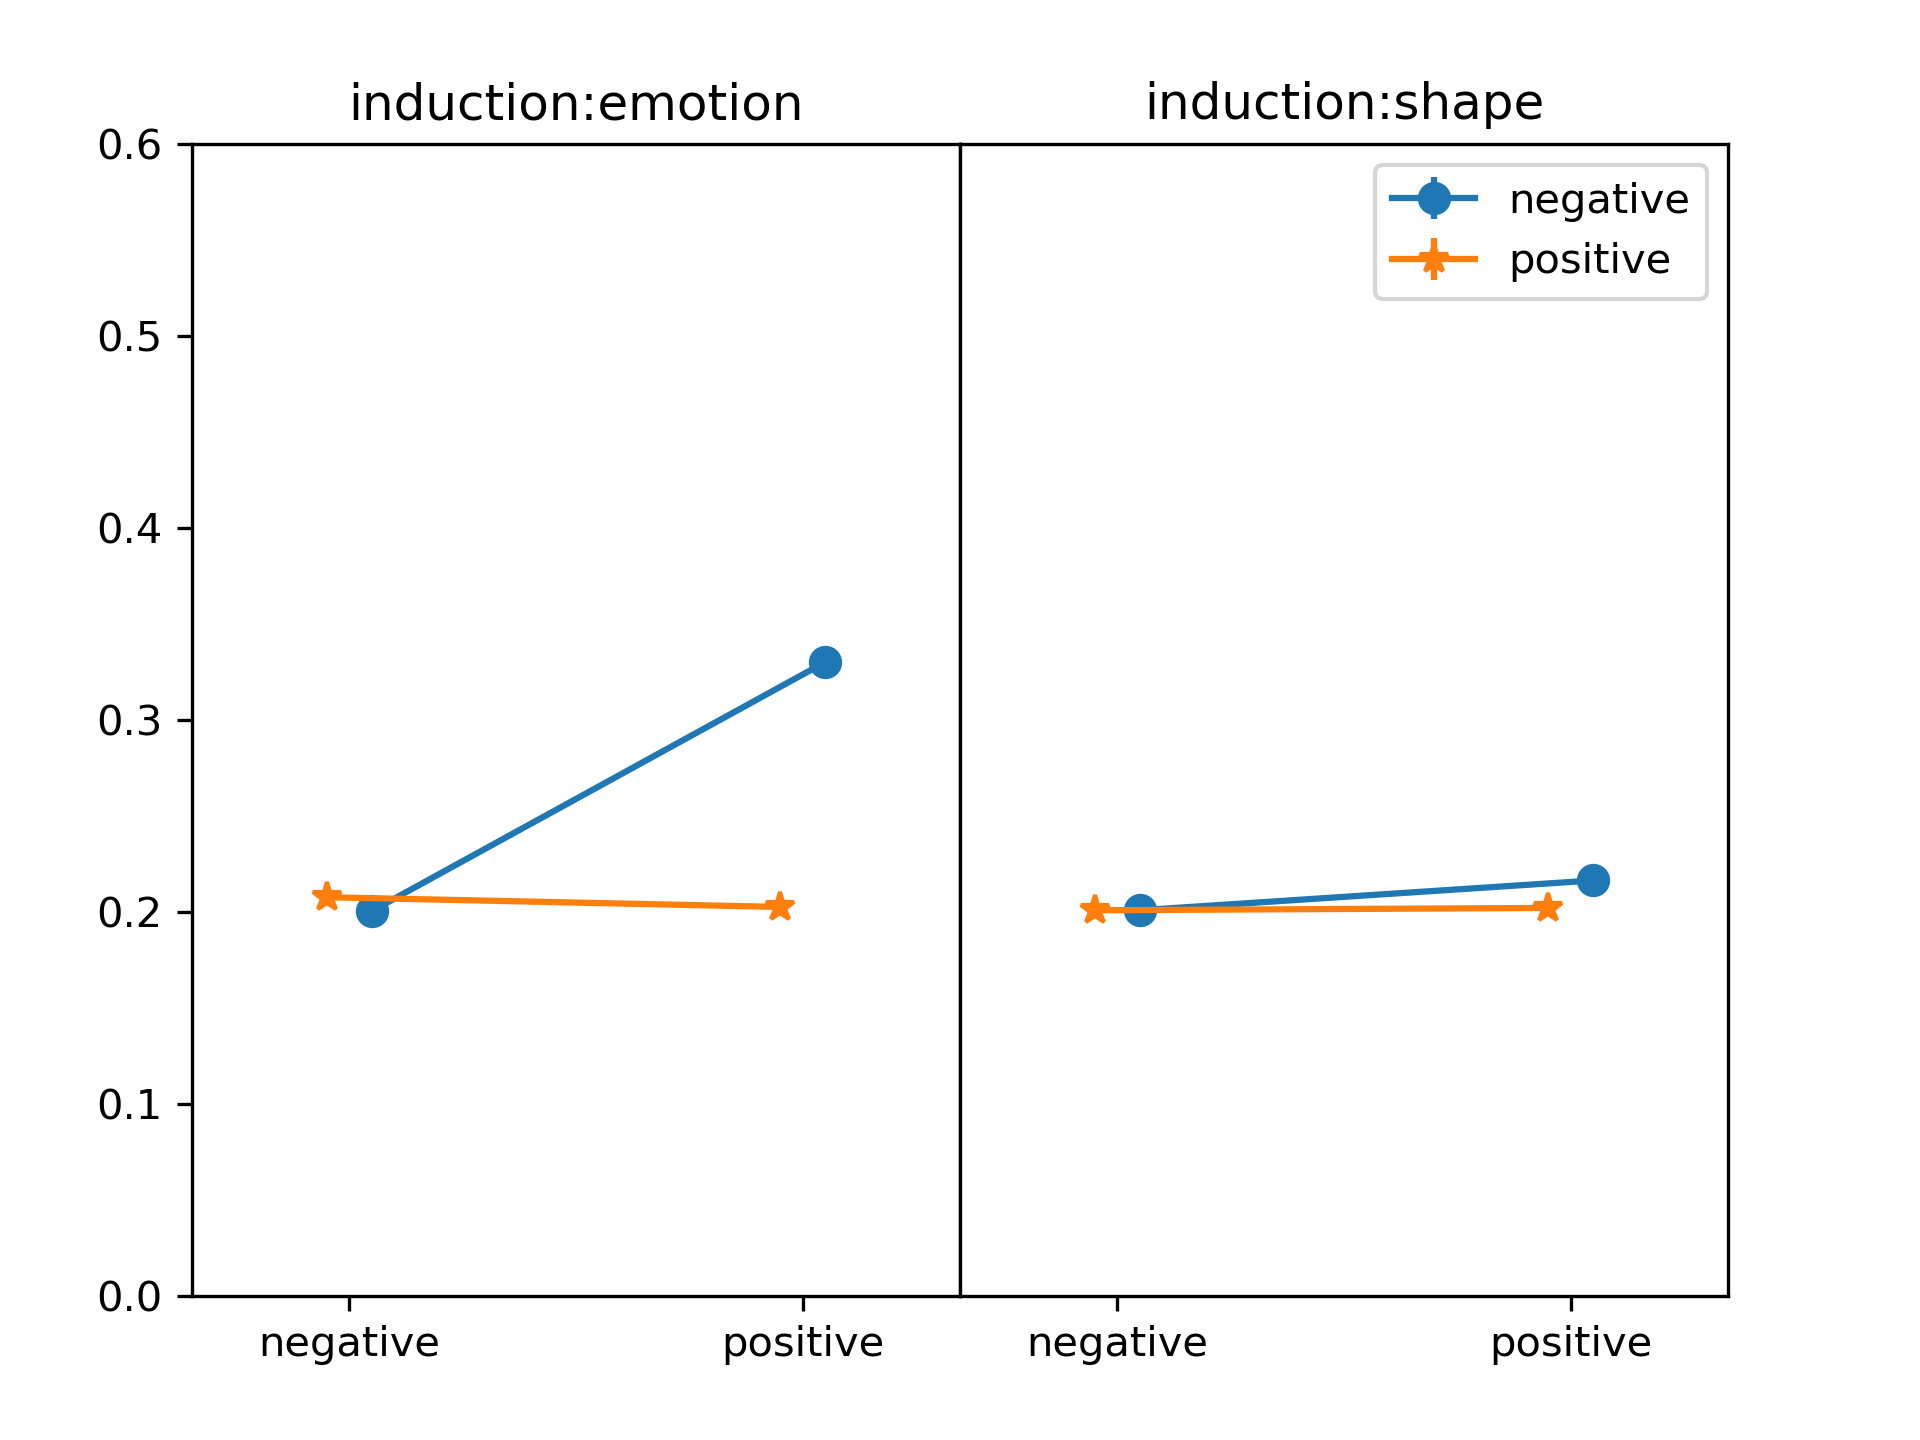 induction:emotion
induction:shape
0.6
0.5
0.4
0.3
0.2
0.1
0.0
negative
positive
negative
positive
negative
positive